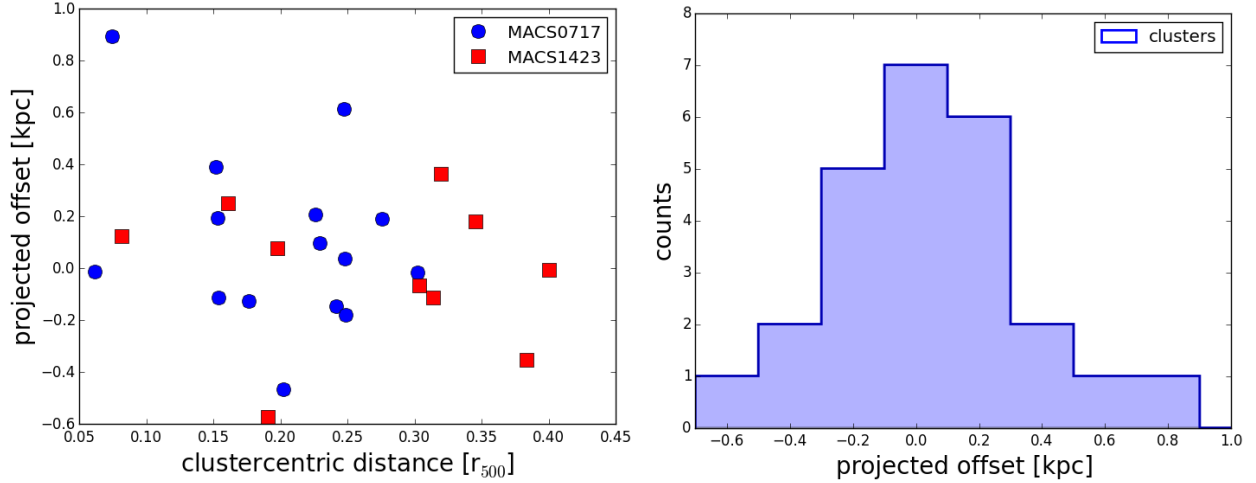 1.0
0.8
0.6
0.4
0.2
0.0
−0.2
−0.4
−0.6
projected offset [kpc]
MACS0717
MACS1423
0.05 0.10 0.15 0.20 0.25 0.30 0.35 0.40 0.45
clustercentric distance [r500]
8
7
6
5
4
3
2
1
0
counts
clusters
−0.6 −0.4 −0.2 0.0 0.2 0.4 0.6 0.8 1.0
projected offset [kpc]